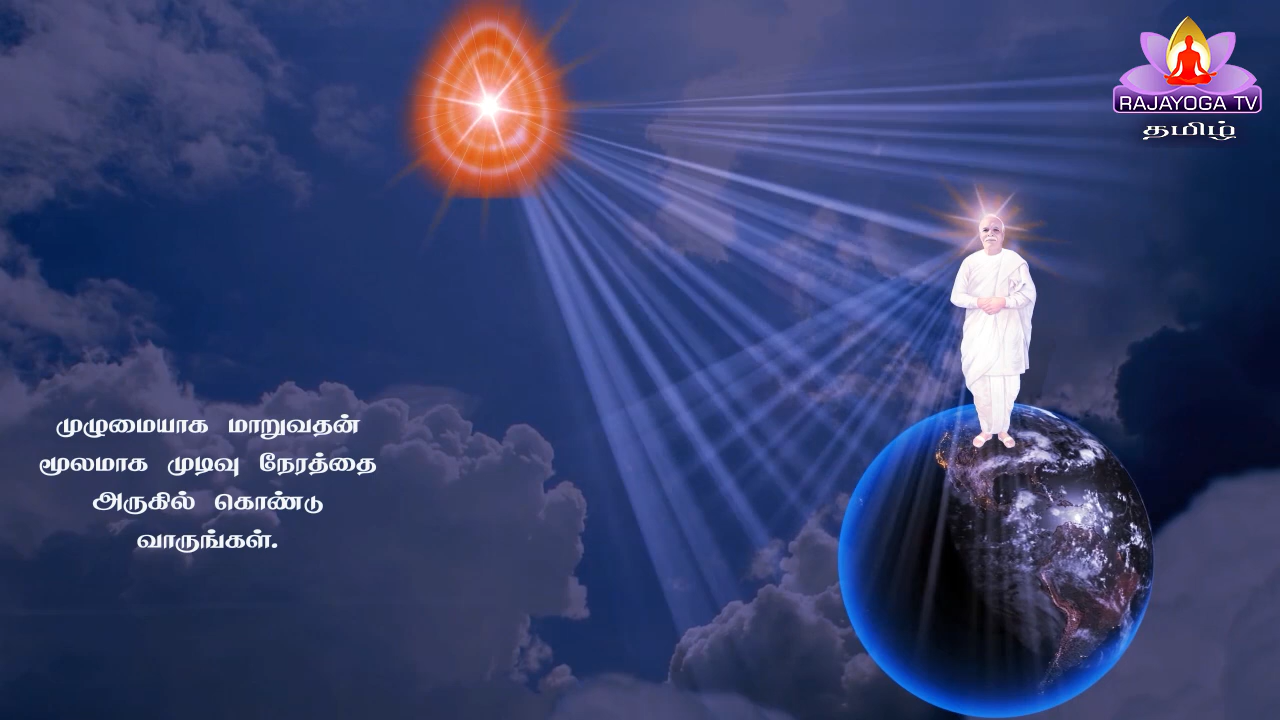 RAJAYOGA TV
தமிழ்
முழுமையாக மாறுவதன்
மூலமாக முடிவு நேரத்தை
அருகில் கொண்டு
வாருங்கள்.